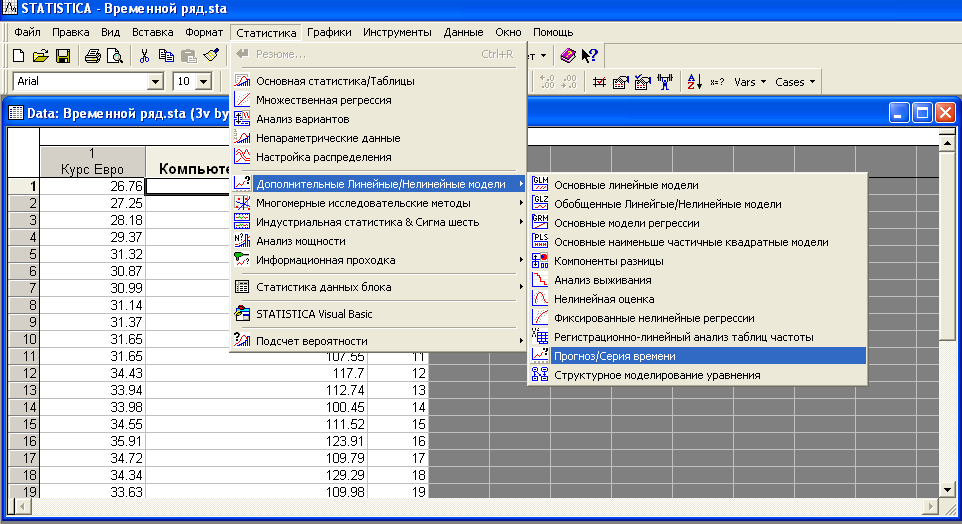 STATISTICA - Временной ряд.sta
Файл Правка Вид Вставка Формат Статистика Графики Инструменты Данные Окно Помощь
Резюме... Ctrl+R
Arial 10 Vars Cases
Основная статистика/Таблицы
Множественная регрессия
Data: Временной ряд.sta (3v by
Анализ вариантов
Непараметрические данные
Настройка распределения
1
Курс Евро
Компьюте
Дополнительные Линейные/Нелинейные модели
Многомерные исследовательские методы
Индустриальная статистика & Сигма шесть
Анализ мощности
Информационная проходка
Статистика данных блока
STATISTICA Visual Basic
Подсчет вероятности
GLM Основные линейные модели
GLZ Обобщенные Линейгые/Нелинейные модели
GRM Основные модели регрессии
PLS Основные наименьше частичные квадратные модели
Компоненты разницы
Анализ выживания
Нелинейная оценка
Фиксированные нелинейные регрессии
Регистрационно-линейный анализ таблиц частоты
Прогноз/Серия времени
Структурное моделирование уравнения
1 26.76
2 27.25
3 28.18
4 29.37
5 31.32
6 30.87
7 30.99
8 31.14
9 31.37
10 31.65
11 31.65 107.55 11
12 34.43 117.7 12
13 33.94 112.74 13
14 33.98 100.45 14
15 34.55 111.52 15
16 35.91 123.91 16
17 34.72 109.79 17
18 34.34 129.29 18
19 33.63 109.98 19